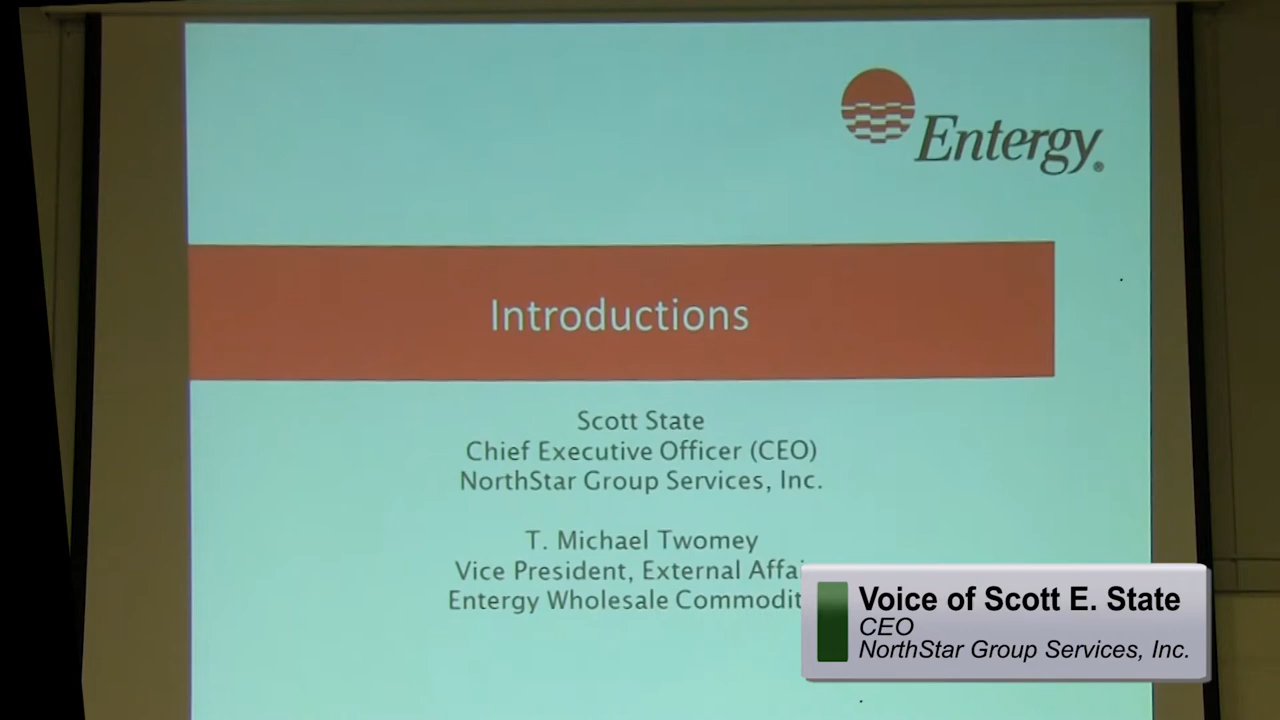 Entergy®
Introductions
Scott State
Chief Executive Officer (CEO)
NorthStar Group Services, Inc.
T. Michael Twomey
Vice President, External
Entergy Wholesale
Voice of Scott E. State
CEO
NorthStar Group Services, Inc.